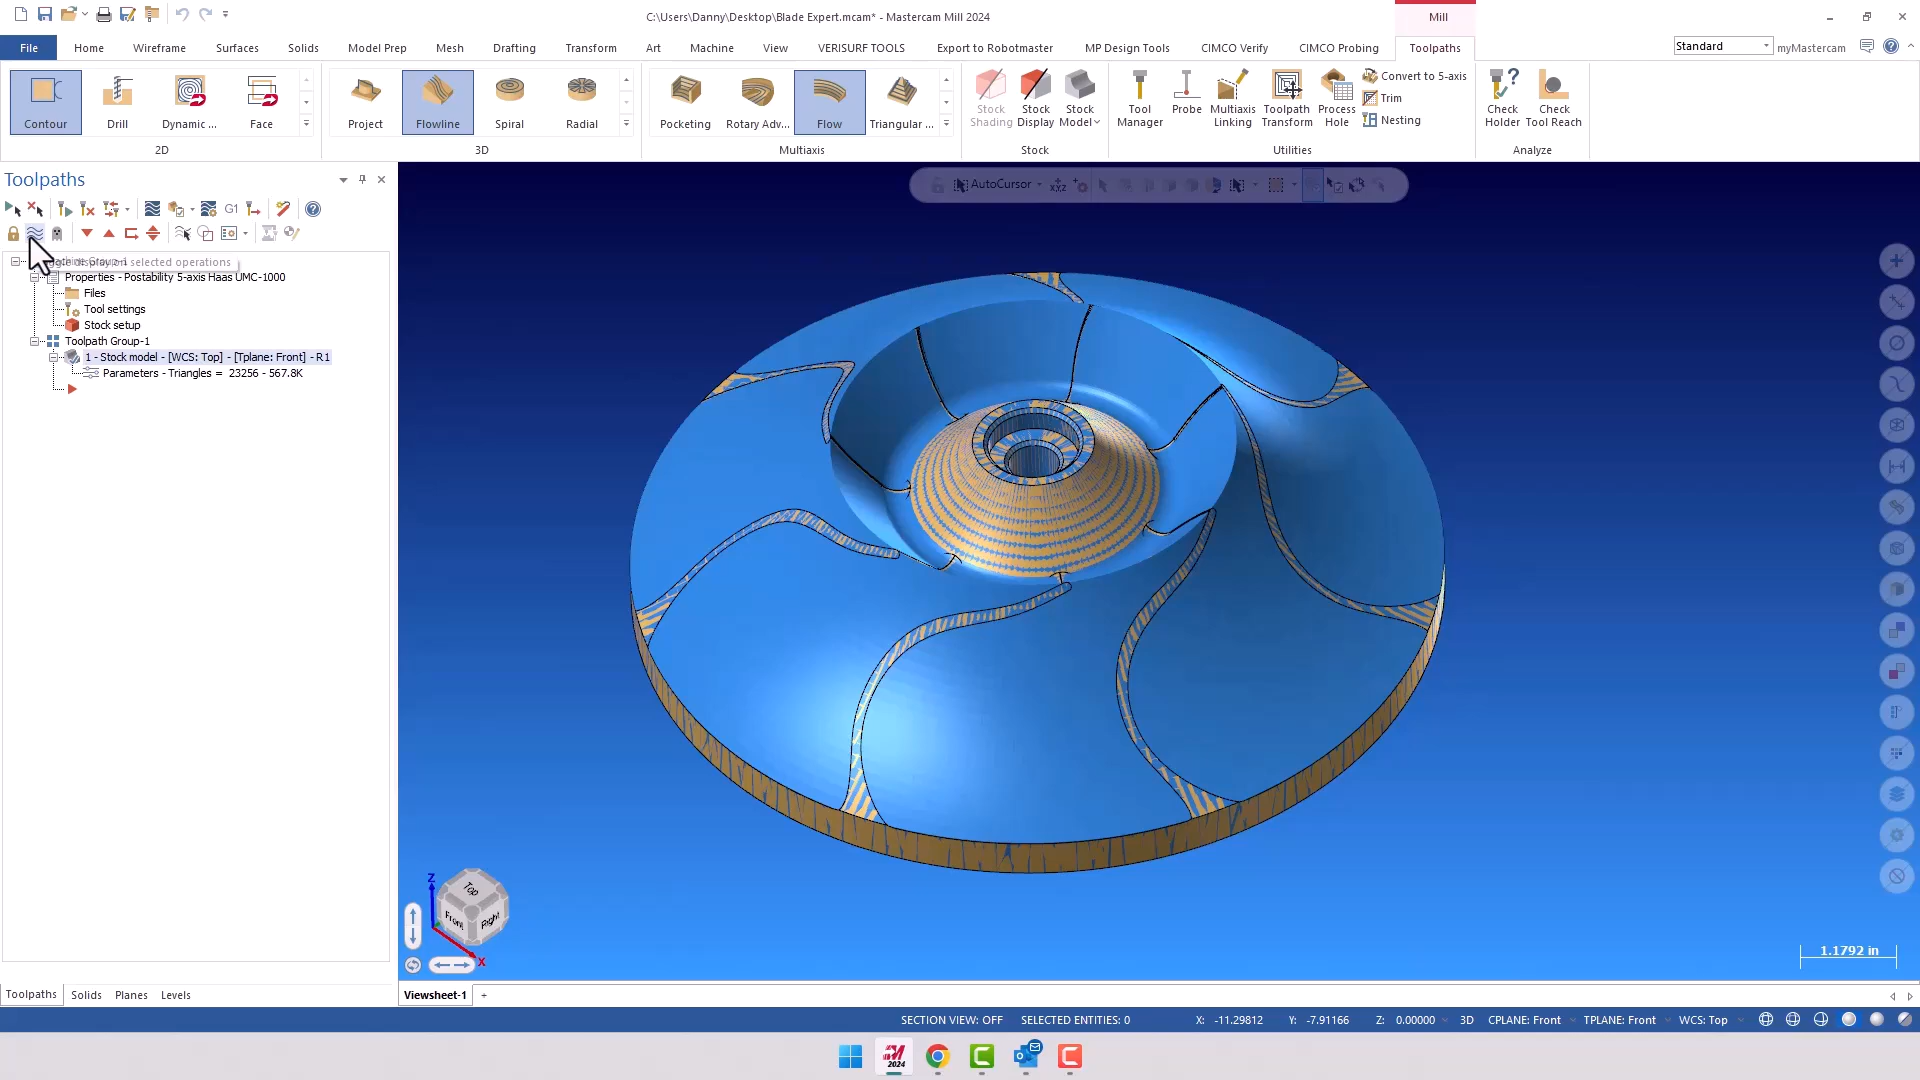 C:\Users\Danny\Desktop\Blade Expert.mcam* - Mastercam Mill 2024
Mill
File Home Wireframe Surfaces Solids Model Prep Mesh Drafting Transform Art Machine View VERISURF TOOLS Export to Robotmaster MP Design Tools CIMCO Verify CIMCO Probing Toolpaths
Standard myMastercam
Contour Drill Dynamic ... Face
2D
Project Flowline Spiral Radial
3D
Pocketing Rotary Adv... Flow Triangular ...
Multiaxis
Stock Shading
Stock Display
Stock Model
Stock
Tool Manager
Probe
Multiaxis Linking
Toolpath Transform
Process Hole
Convert to 5-axis
Trim
Nesting
Utilities
Check Holder
Check Tool Reach
Analyze
Toolpaths
G1
AutoCursor
xyz
display on selected operations
Properties - Postability 5-axis Haas UMC-1000
Files
Tool settings
Stock setup
Toolpath Group-1
1 - Stock model - [WCS: Top] - [Tplane: Front] - R1
Parameters - Triangles = 23256 - 567.8K
Z
Top
Front
Right
X
1.1792 in
Toolpaths Solids Planes Levels
Viewsheet-1 +
SECTION VIEW: OFF SELECTED ENTITIES: 0 X: -11.29812 Y: -7.91166 Z: 0.00000 3D CPLANE: Front TPLANE: Front WCS: Top
2024